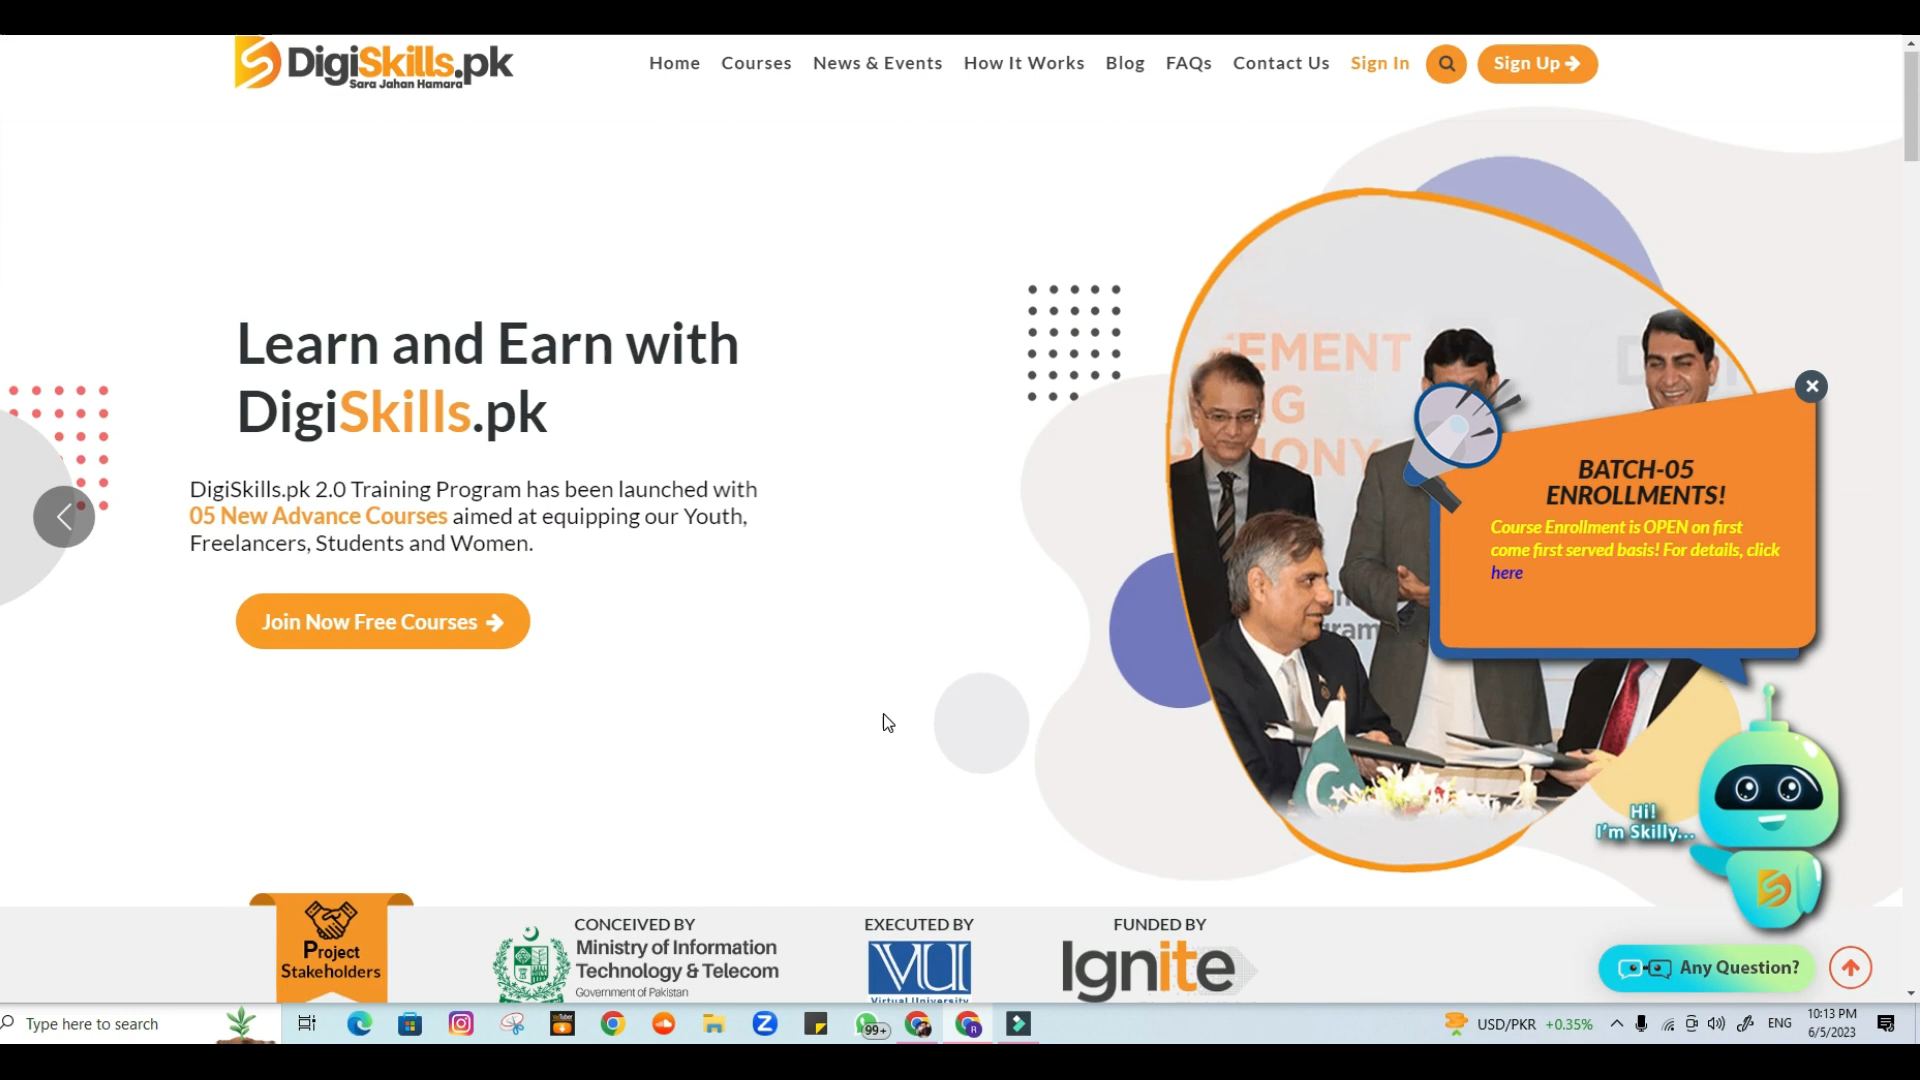 DigiSkills.pk
Sara Jahan Hamara
Home
Courses
News & Events
How It Works
Blog
FAQs
Contact Us
Sign In
Sign Up
Learn and Earn with
DigiSkills.pk
DigiSkills.pk 2.0 Training Program has been launched with
05 New Advance Courses aimed at equipping our Youth,
Freelancers, Students and Women.
Join Now Free Courses
EMENT
G
ONY
BATCH-05
ENROLLMENTS!
Course Enrollment is OPEN on first
come first served basis! For details, click
here
Hi!
I'm Skilly...
Any Question?
Project
Stakeholders
CONCEIVED BY
Ministry of Information
Technology & Telecom
Government of Pakistan
EXECUTED BY
VU
Virtual University
FUNDED BY
Ignite
Type here to search
99+
R
USD/PKR +0.35%
ENG
10:13 PM
6/5/2023